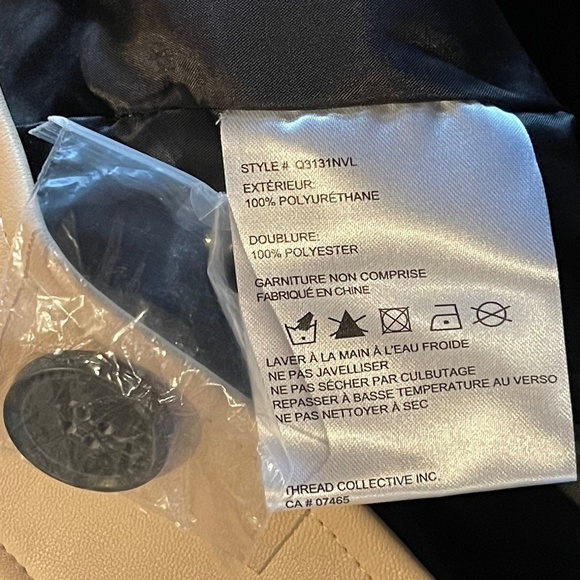 STYLE # Q3131NVL
EXTÉRIEUR:
100% POLYURÉTHANE
DOUBLURE:
100% POLYESTER
GARNITURE NON COMPRISE
FABRIQUÉ EN CHINE
LAVER À LA MAIN À L'EAU FROIDE
NE PAS JAVELLISER
NE PAS SÉCHER PAR CULBUTAGE
REPASSER À BASSE TEMPERATURE AU VERSO
NE PAS NETTOYER À SEC
THREAD COLLECTIVE INC.
CA # 07465